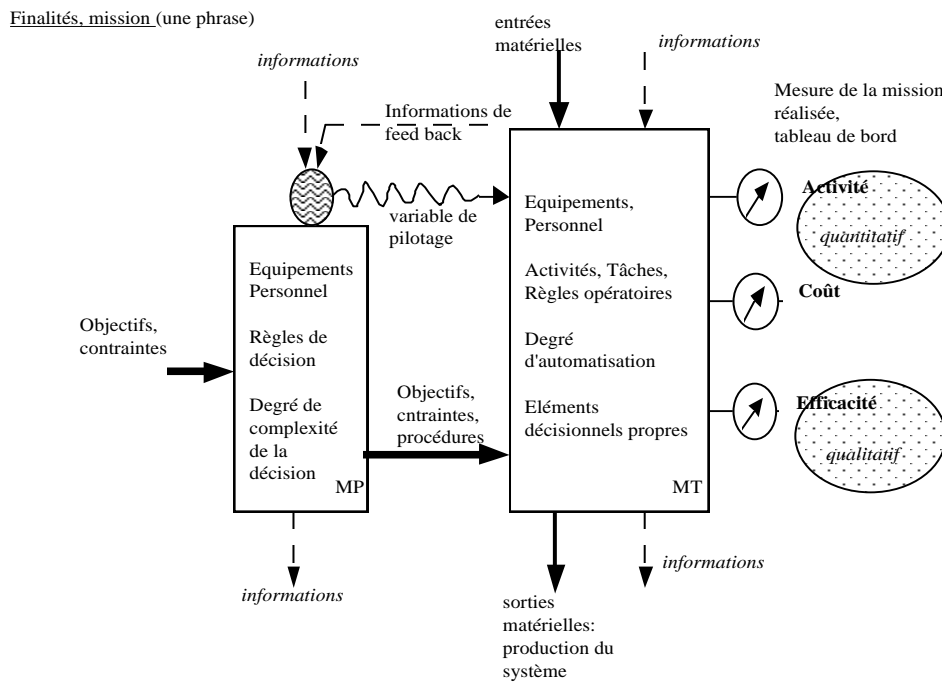 Finalités, mission (une phrase)
informations
entrées
matérielles
informations
Informations de
feed back
Mesure de la mission
réalisée,
tableau de bord
variable de
pilotage
Equipements,
Personnel
Activités, Tâches,
Règles opératoires
Degré
d'automatisation
Eléments
décisionnels propres
MT
Activité
quantitatif
Coût
Efficacité
qualitatif
Objectifs,
contraintes
Equipements
Personnel
Règles de
décision
Degré de
complexité
de la
décision
MP
Objectifs,
cntraintes,
procédures
informations
informations
sorties
matérielles:
production du
système